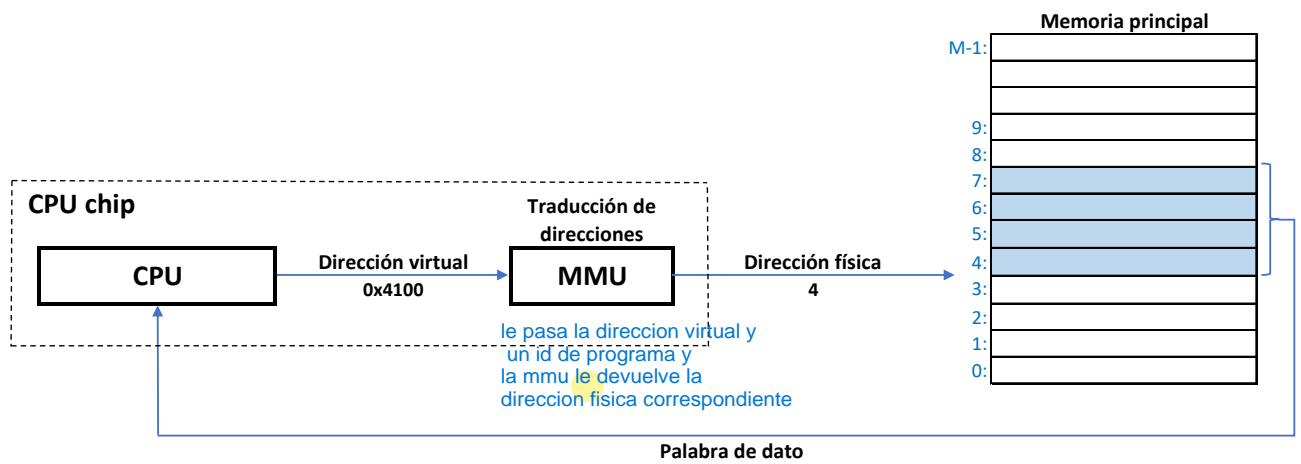 Memoria principal
M-1:
9:
8:
7:
6:
5:
4:
3:
2:
1:
0:
CPU chip
Traducción de
direcciones
CPU
Dirección virtual
0x4100
MMU
Dirección física
4
le pasa la direccion virtual y
un id de programa y
la mmu le devuelve la
direccion fisica correspondiente
Palabra de dato